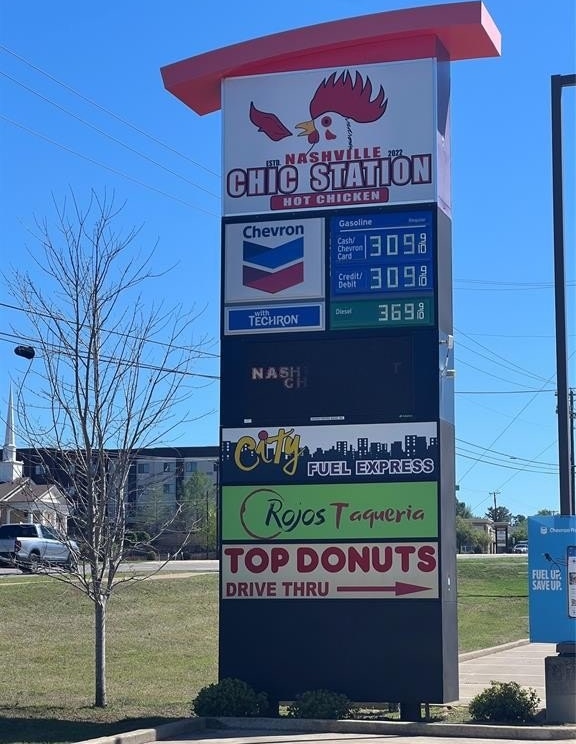 ESTD. NASHVILLE 2022
CHIC STATION
HOT CHICKEN
Chevron
with
TECHRON
Gasoline Regular
Cash/
Chevron
Card 309 9/10
Credit/
Debit 309 9/10
Diesel 369 9/10
NASH T
CH
City
FUEL EXPRESS
Rojos Taqueria
TOP DONUTS
DRIVE THRU
FUEL UP.
SAVE UP.